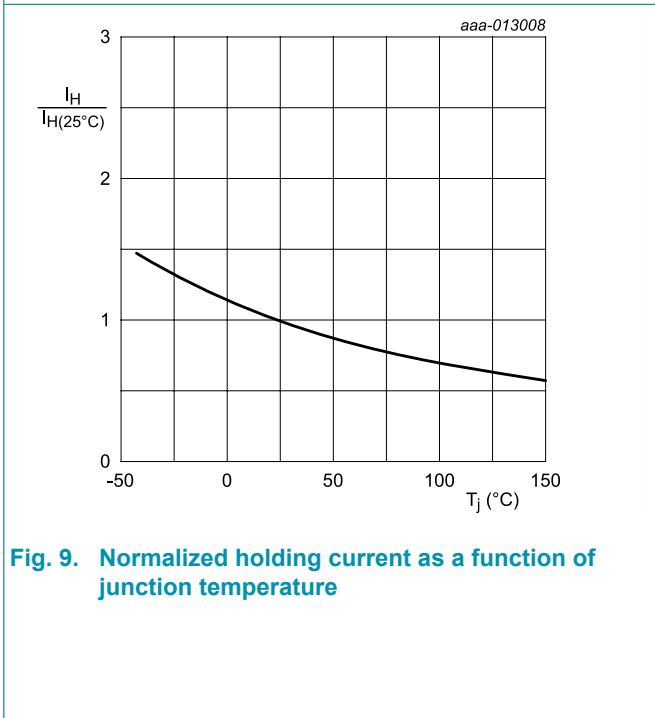 aaa-013008
3
I_H
I_H(25°C)
2
1
0
-50 0 50 100 150
T_j (°C)
Fig. 9. Normalized holding current as a function of
junction temperature